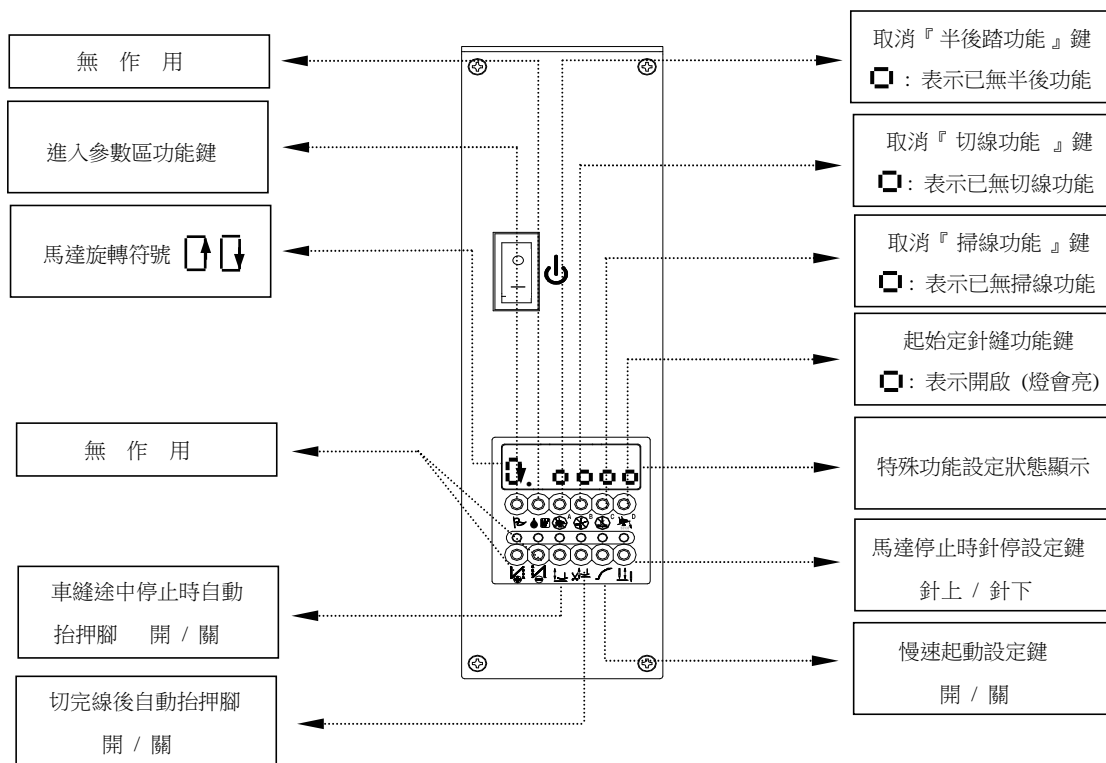 無 作 用
進入參數區功能鍵
馬達旋轉符號
無 作 用
車縫途中停止時自動
抬押腳 開 / 關
切完線後自動抬押腳
開 / 關
A B C D
取消『 半後踏功能 』鍵
: 表示已無半後功能
取消『 切線功能 』鍵
: 表示已無切線功能
取消『 掃線功能 』鍵
: 表示已無掃線功能
起始定針縫功能鍵
: 表示開啟 (燈會亮)
特殊功能設定狀態顯示
馬達停止時針停設定鍵
針上 / 針下
慢速起動設定鍵
開 / 關